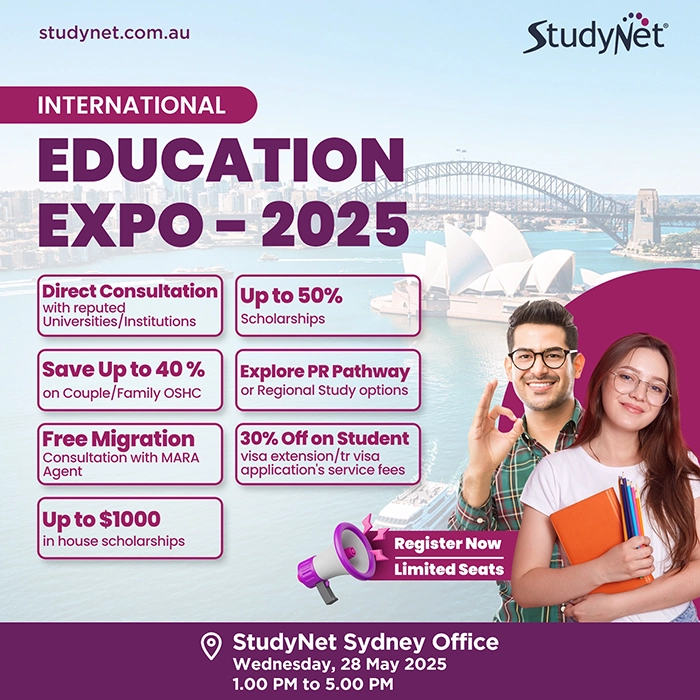 studynet.com.au
StudyNet®
INTERNATIONAL
EDUCATION
EXPO - 2025
Direct Consultation
with reputed
Universities/Institutions
Up to 50%
Scholarships
Save Up to 40 %
on Couple/Family OSHC
Explore PR Pathway
or Regional Study options
Free Migration
Consultation with MARA
Agent
30% Off on Student
visa extension/tr visa
application's service fees
Up to $1000
in house scholarships
Register Now
Limited Seats
StudyNet Sydney Office
Wednesday, 28 May 2025
1.00 PM to 5.00 PM